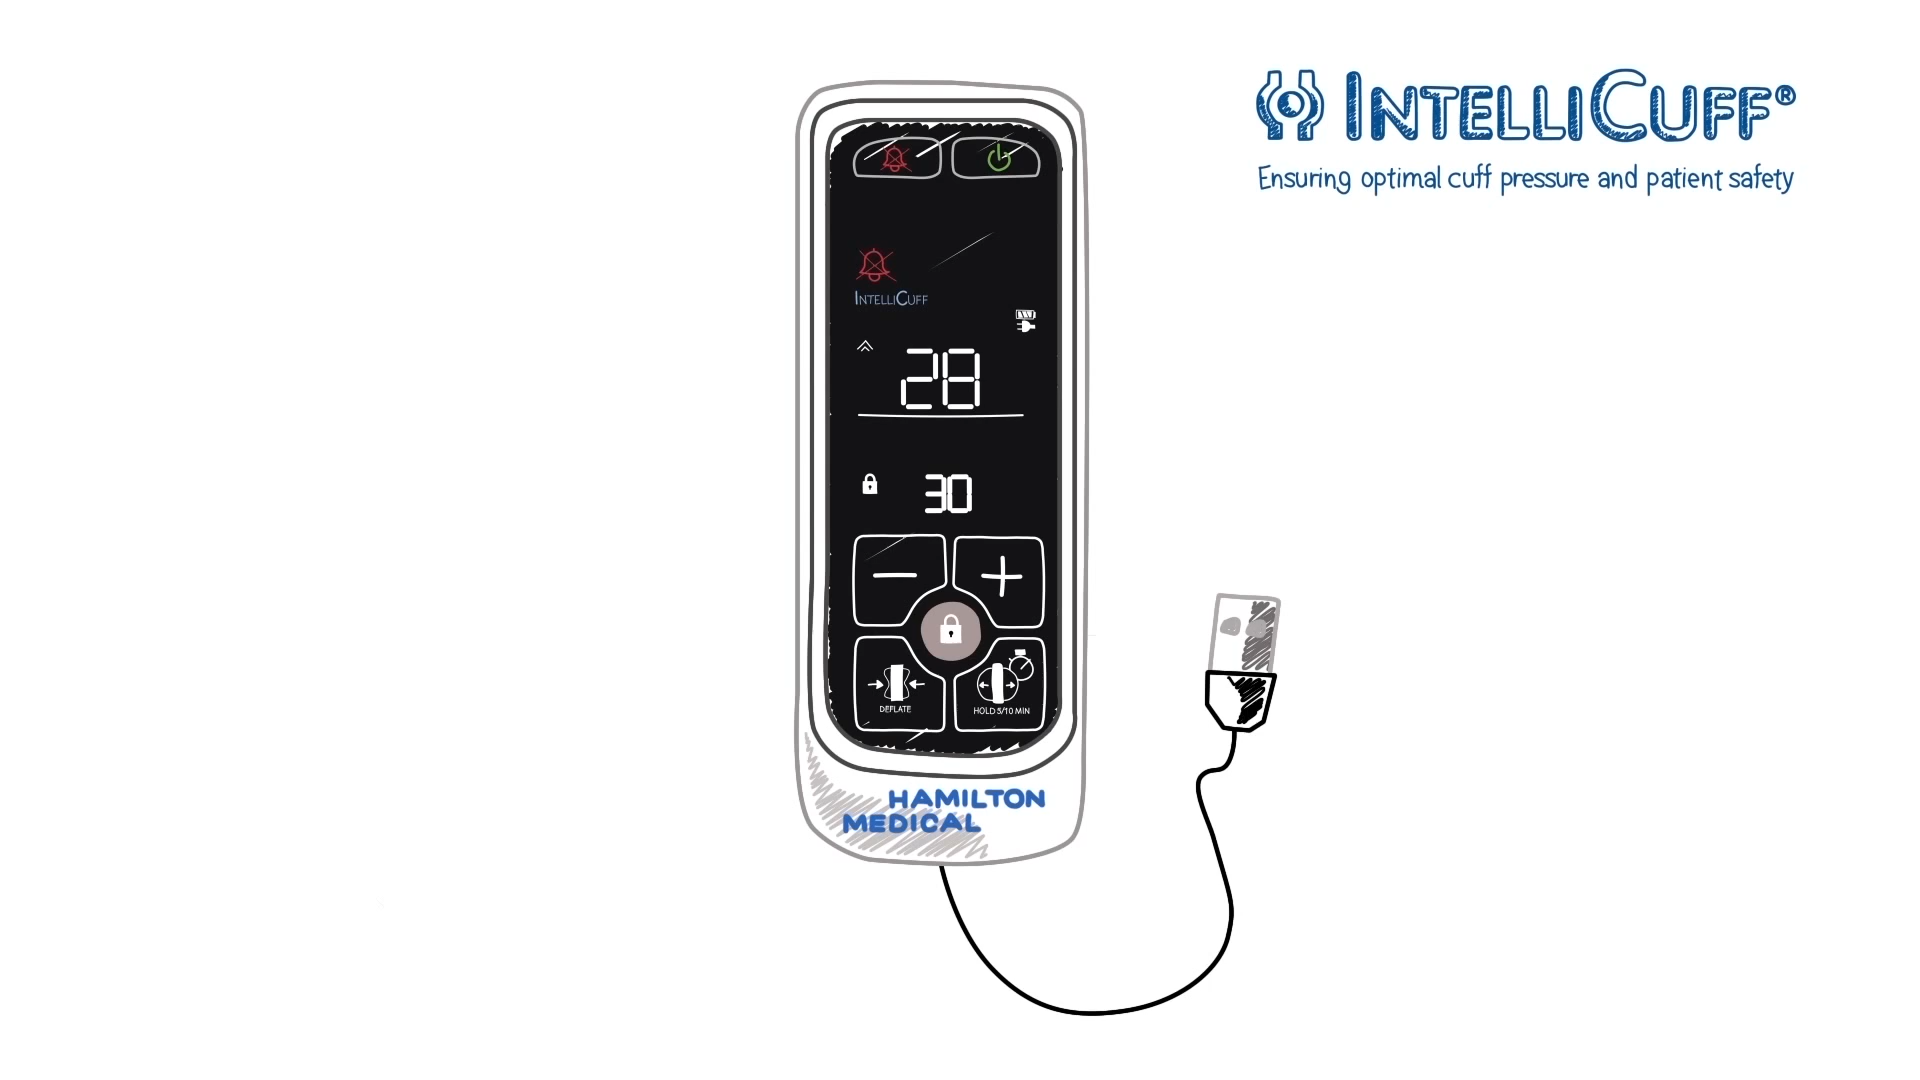 INTELLICUFF®
Ensuring optimal cuff pressure and patient safety
INTELLICUFF
28
30
DEFLATE
HOLD 5/10 MIN
HAMILTON
MEDICAL